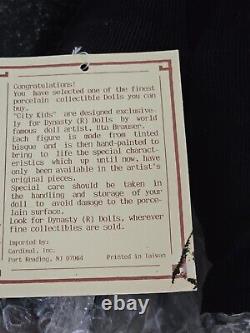 Congratulations!
You have selected one of the finest
porcelain collectible Dolls you can
buy.
"City Kids" are designed exclusive-
ly for Dynasty (R) Dolls by world
famous doll artist, Uta Brauser.
Each figure is made from tinted
bisque and is then hand-painted to
bring to life the special charact-
eristics which up until now, have
only been available in the artist's
original pieces.
Special care should be taken in
the handling and storage of your
doll to avoid damage to the porce-
lain surface.
Look for Dynasty (R) Dolls, wherever
fine collectibles are sold.
Imported by:
Cardinal, Inc.
Port Reading, NJ 07064 Printed in Taiwan